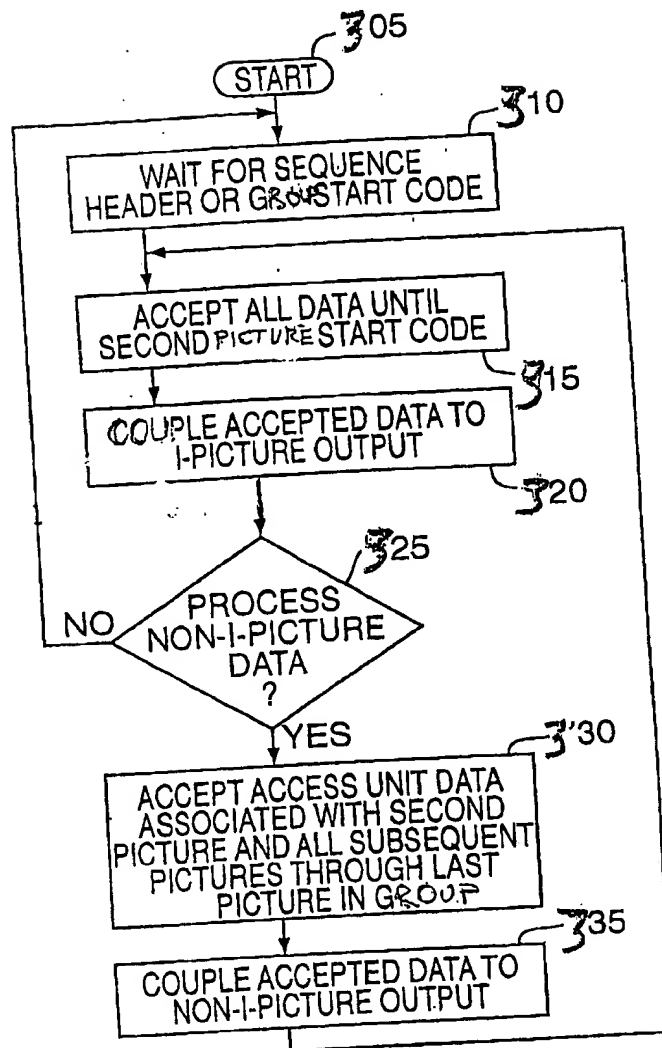 305
START
310
WAIT FOR SEQUENCE
HEADER OR GROUP START CODE
ACCEPT ALL DATA UNTIL
SECOND PICTURE START CODE
315
COUPLE ACCEPTED DATA TO
I-PICTURE OUTPUT
320
325
PROCESS
NON-I-PICTURE
DATA
?
NO
YES
330
ACCEPT ACCESS UNIT DATA
ASSOCIATED WITH SECOND
PICTURE AND ALL SUBSEQUENT
PICTURES THROUGH LAST
PICTURE IN GROUP
335
COUPLE ACCEPTED DATA TO
NON-I-PICTURE OUTPUT